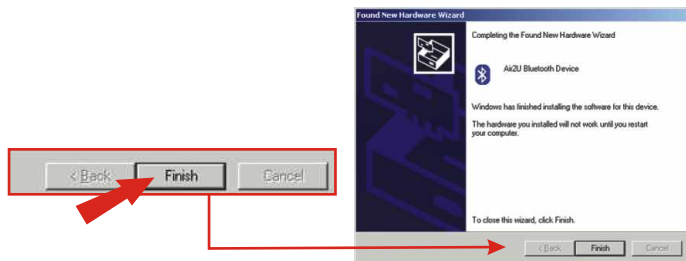 Found New Hardware Wizard
Completing the Found New Hardware Wizard
Air2U Bluetooth Device
Windows has finished installing the software for this device.
The hardware you installed will not work until you restart
your computer.
To close this wizard, click Finish.
< Back Finish Cancel
< Back Finish Cancel